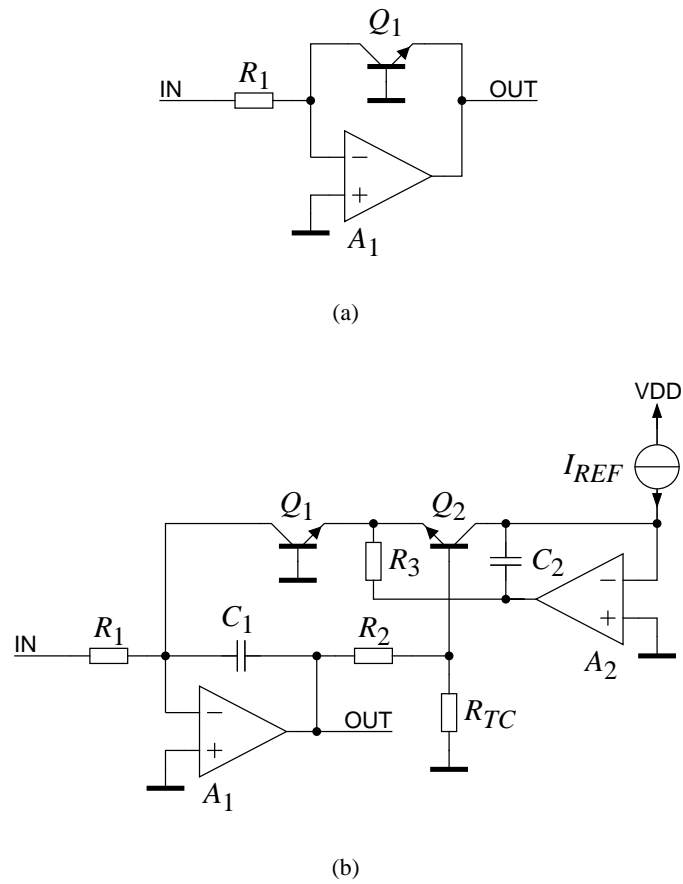 Q1
R1
IN
OUT
−
+
A1
(a)
VDD
IREF
Q1
Q2
R3
C2
−
+
A2
IN
R1
C1
R2
−
+
OUT
RTC
A1
(b)